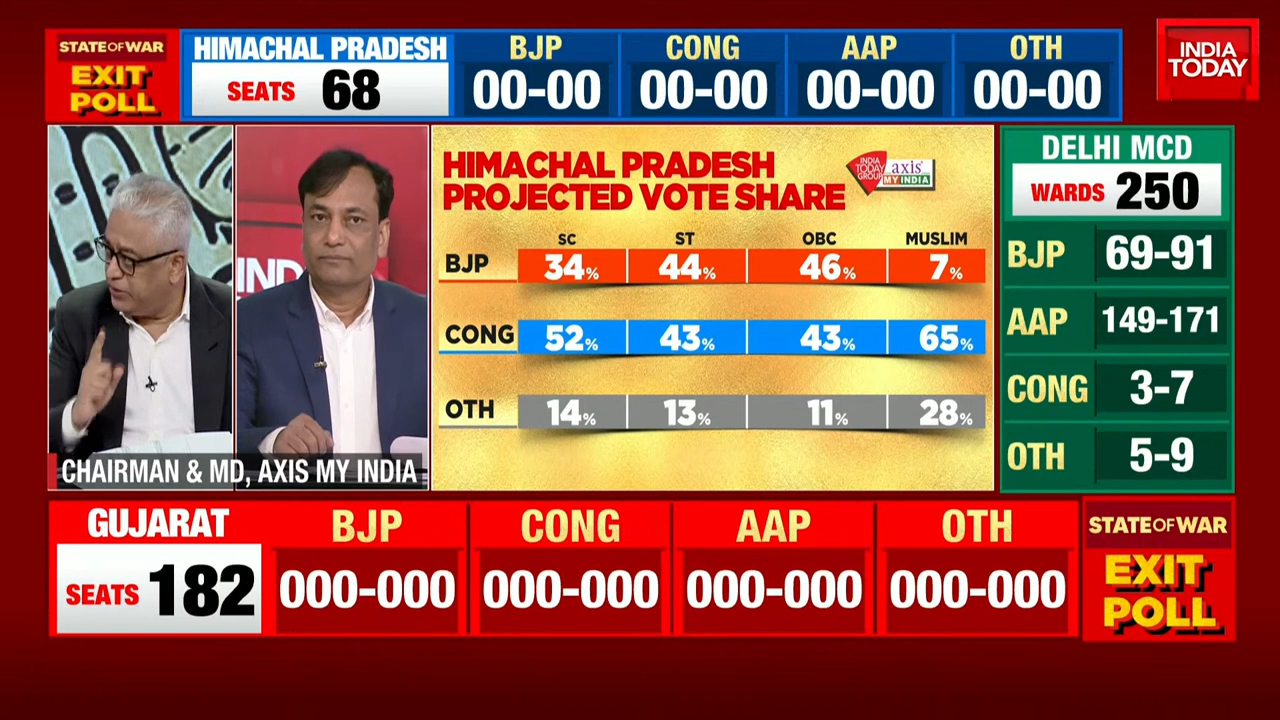 STATE OF WAR
EXIT
POLL
HIMACHAL PRADESH
SEATS 68
BJP
00-00
CONG
00-00
AAP
00-00
OTH
00-00
INDIA
TODAY
IND
CHAIRMAN & MD, AXIS MY INDIA
HIMACHAL PRADESH
PROJECTED VOTE SHARE
INDIA
TODAY
GROUP
axis
MY INDIA
SC ST OBC MUSLIM
BJP 34% 44% 46% 7%
CONG 52% 43% 43% 65%
OTH 14% 13% 11% 28%
DELHI MCD
WARDS 250
BJP 69-91
AAP 149-171
CONG 3-7
OTH 5-9
GUJARAT
SEATS 182
BJP
000-000
CONG
000-000
AAP
000-000
OTH
000-000
STATE OF WAR
EXIT
POLL